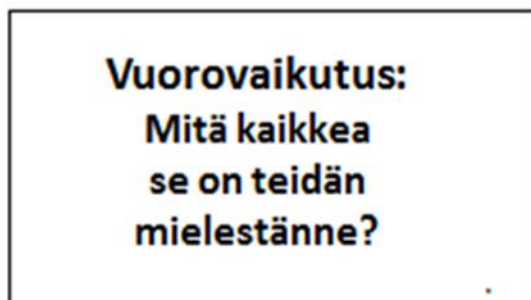 Vuorovaikutus:
Mitä kaikkea
se on teidän
mielestänne?